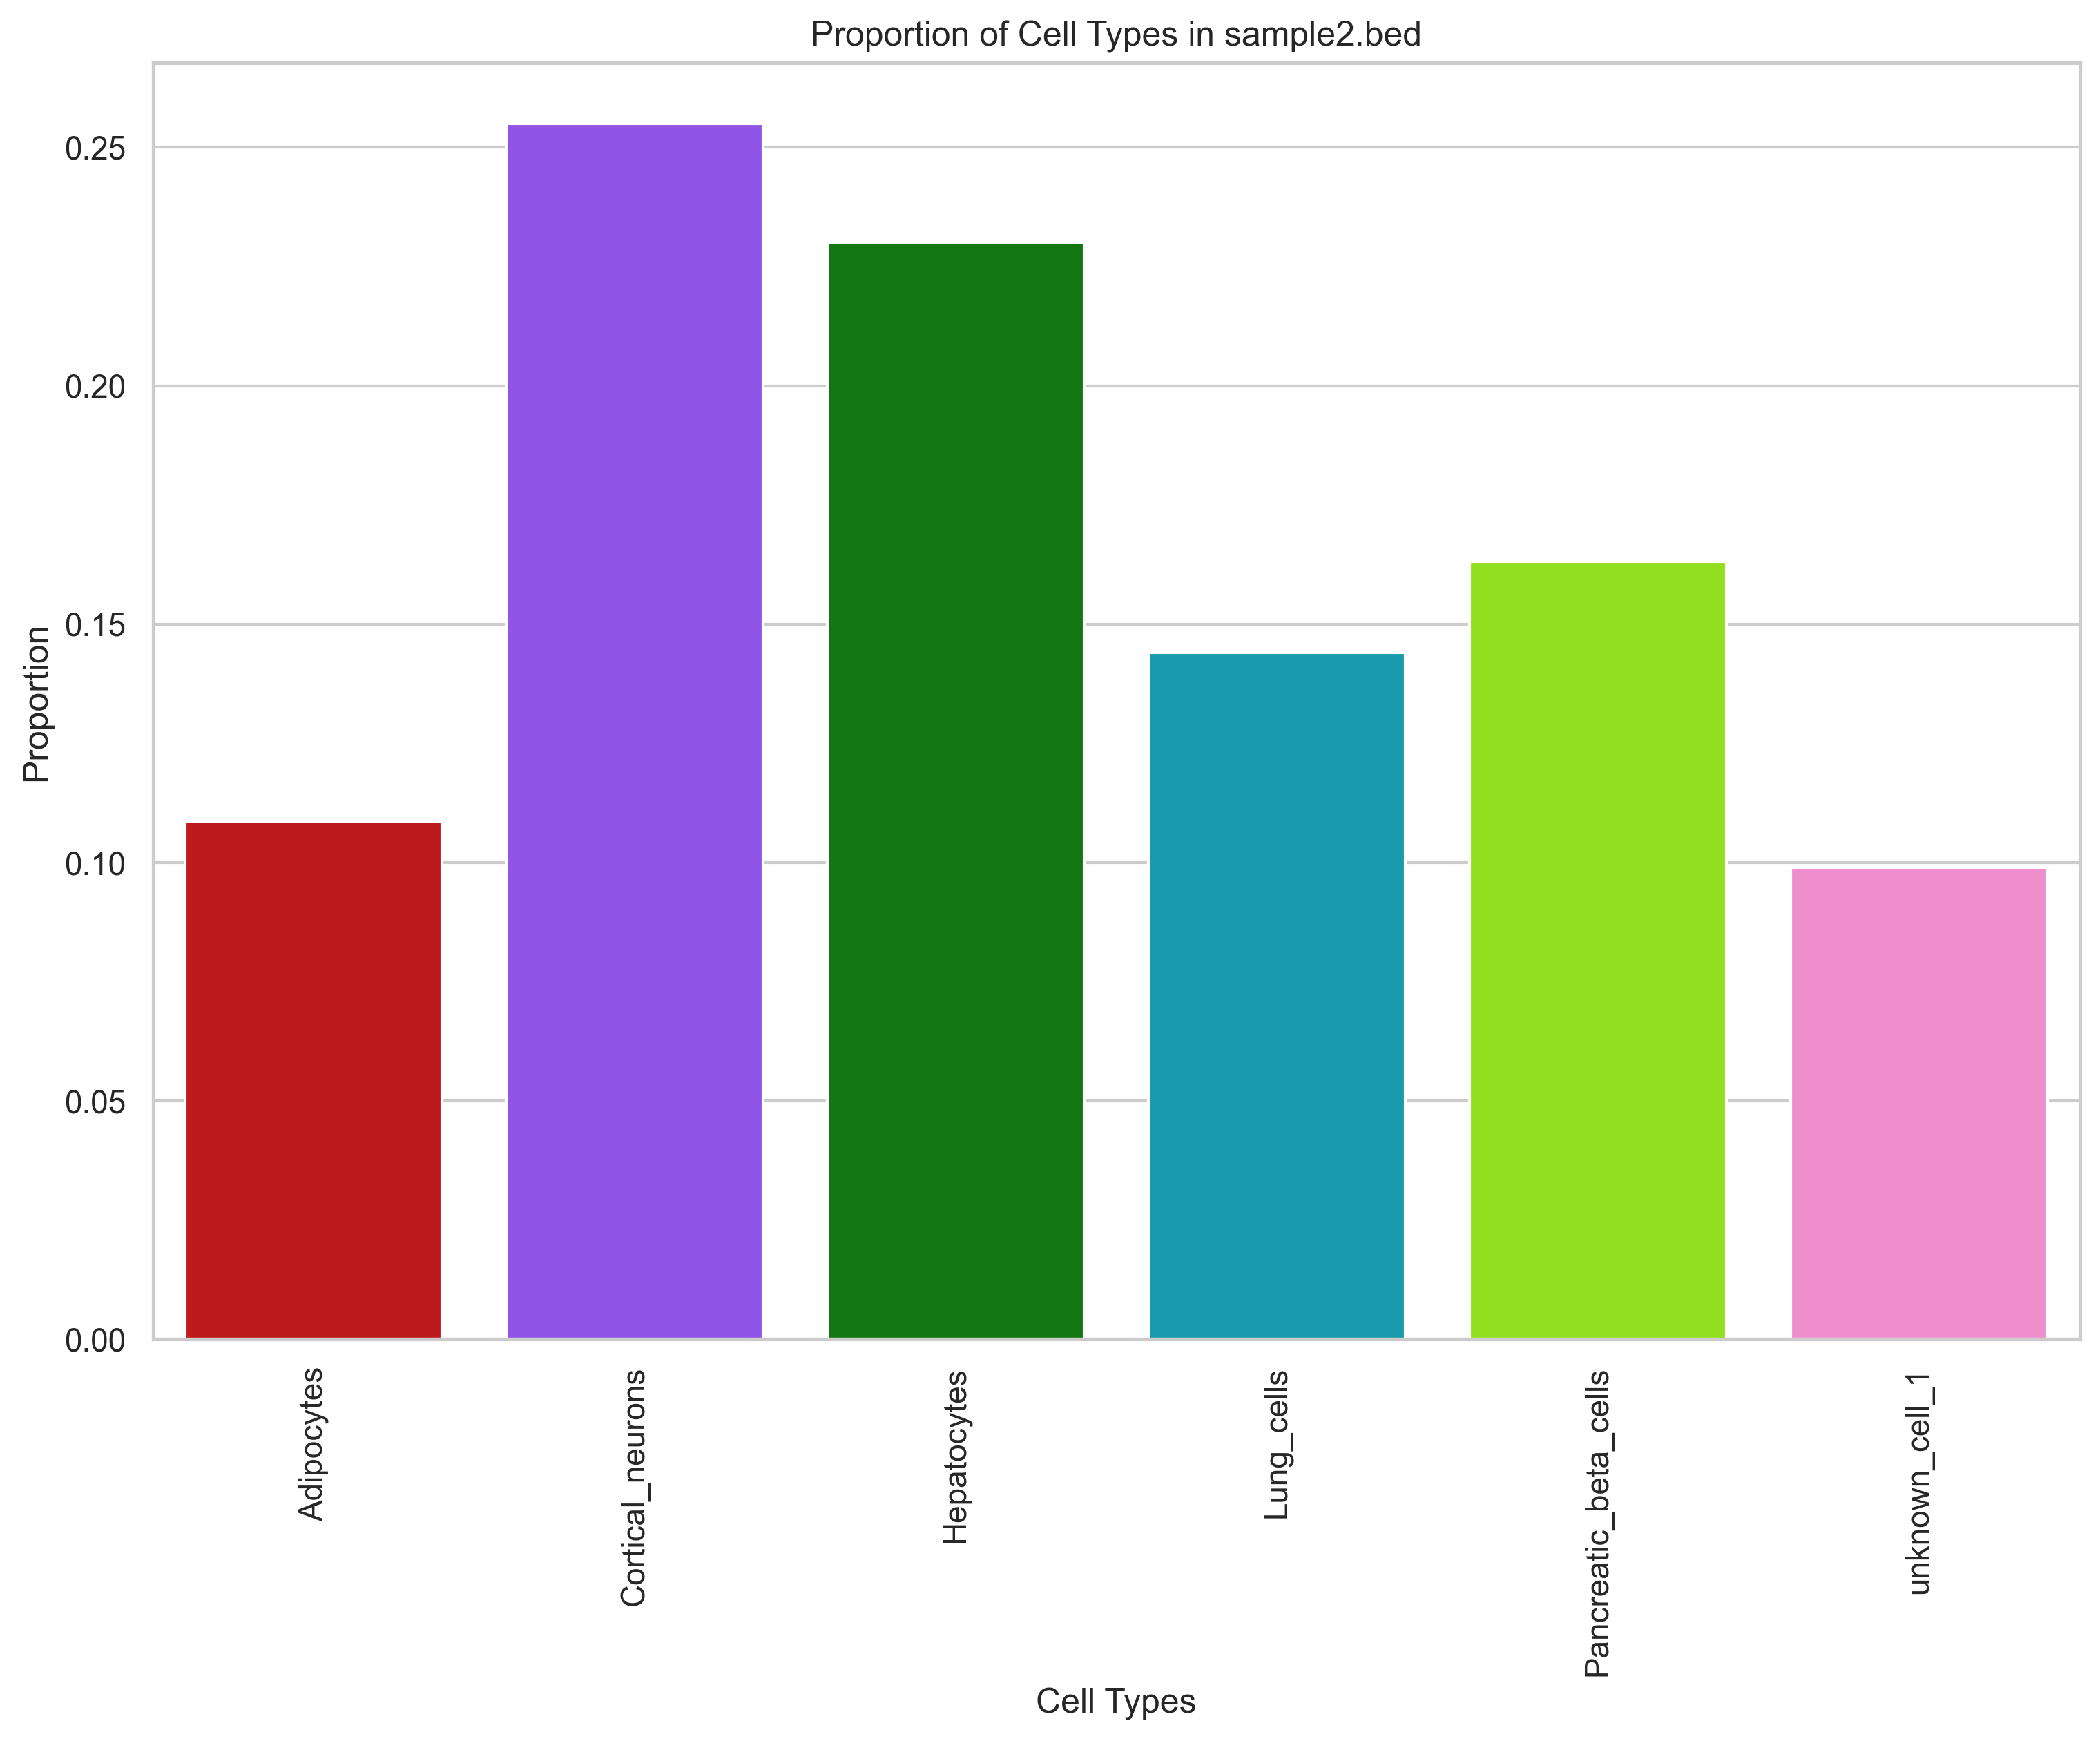 Proportion of Cell Types in sample2.bed
Proportion
0.25
0.20
0.15
0.10
0.05
0.00
Adipocytes
Cortical_neurons
Hepatocytes
Lung_cells
Pancreatic_beta_cells
unknown_cell_1
Cell Types